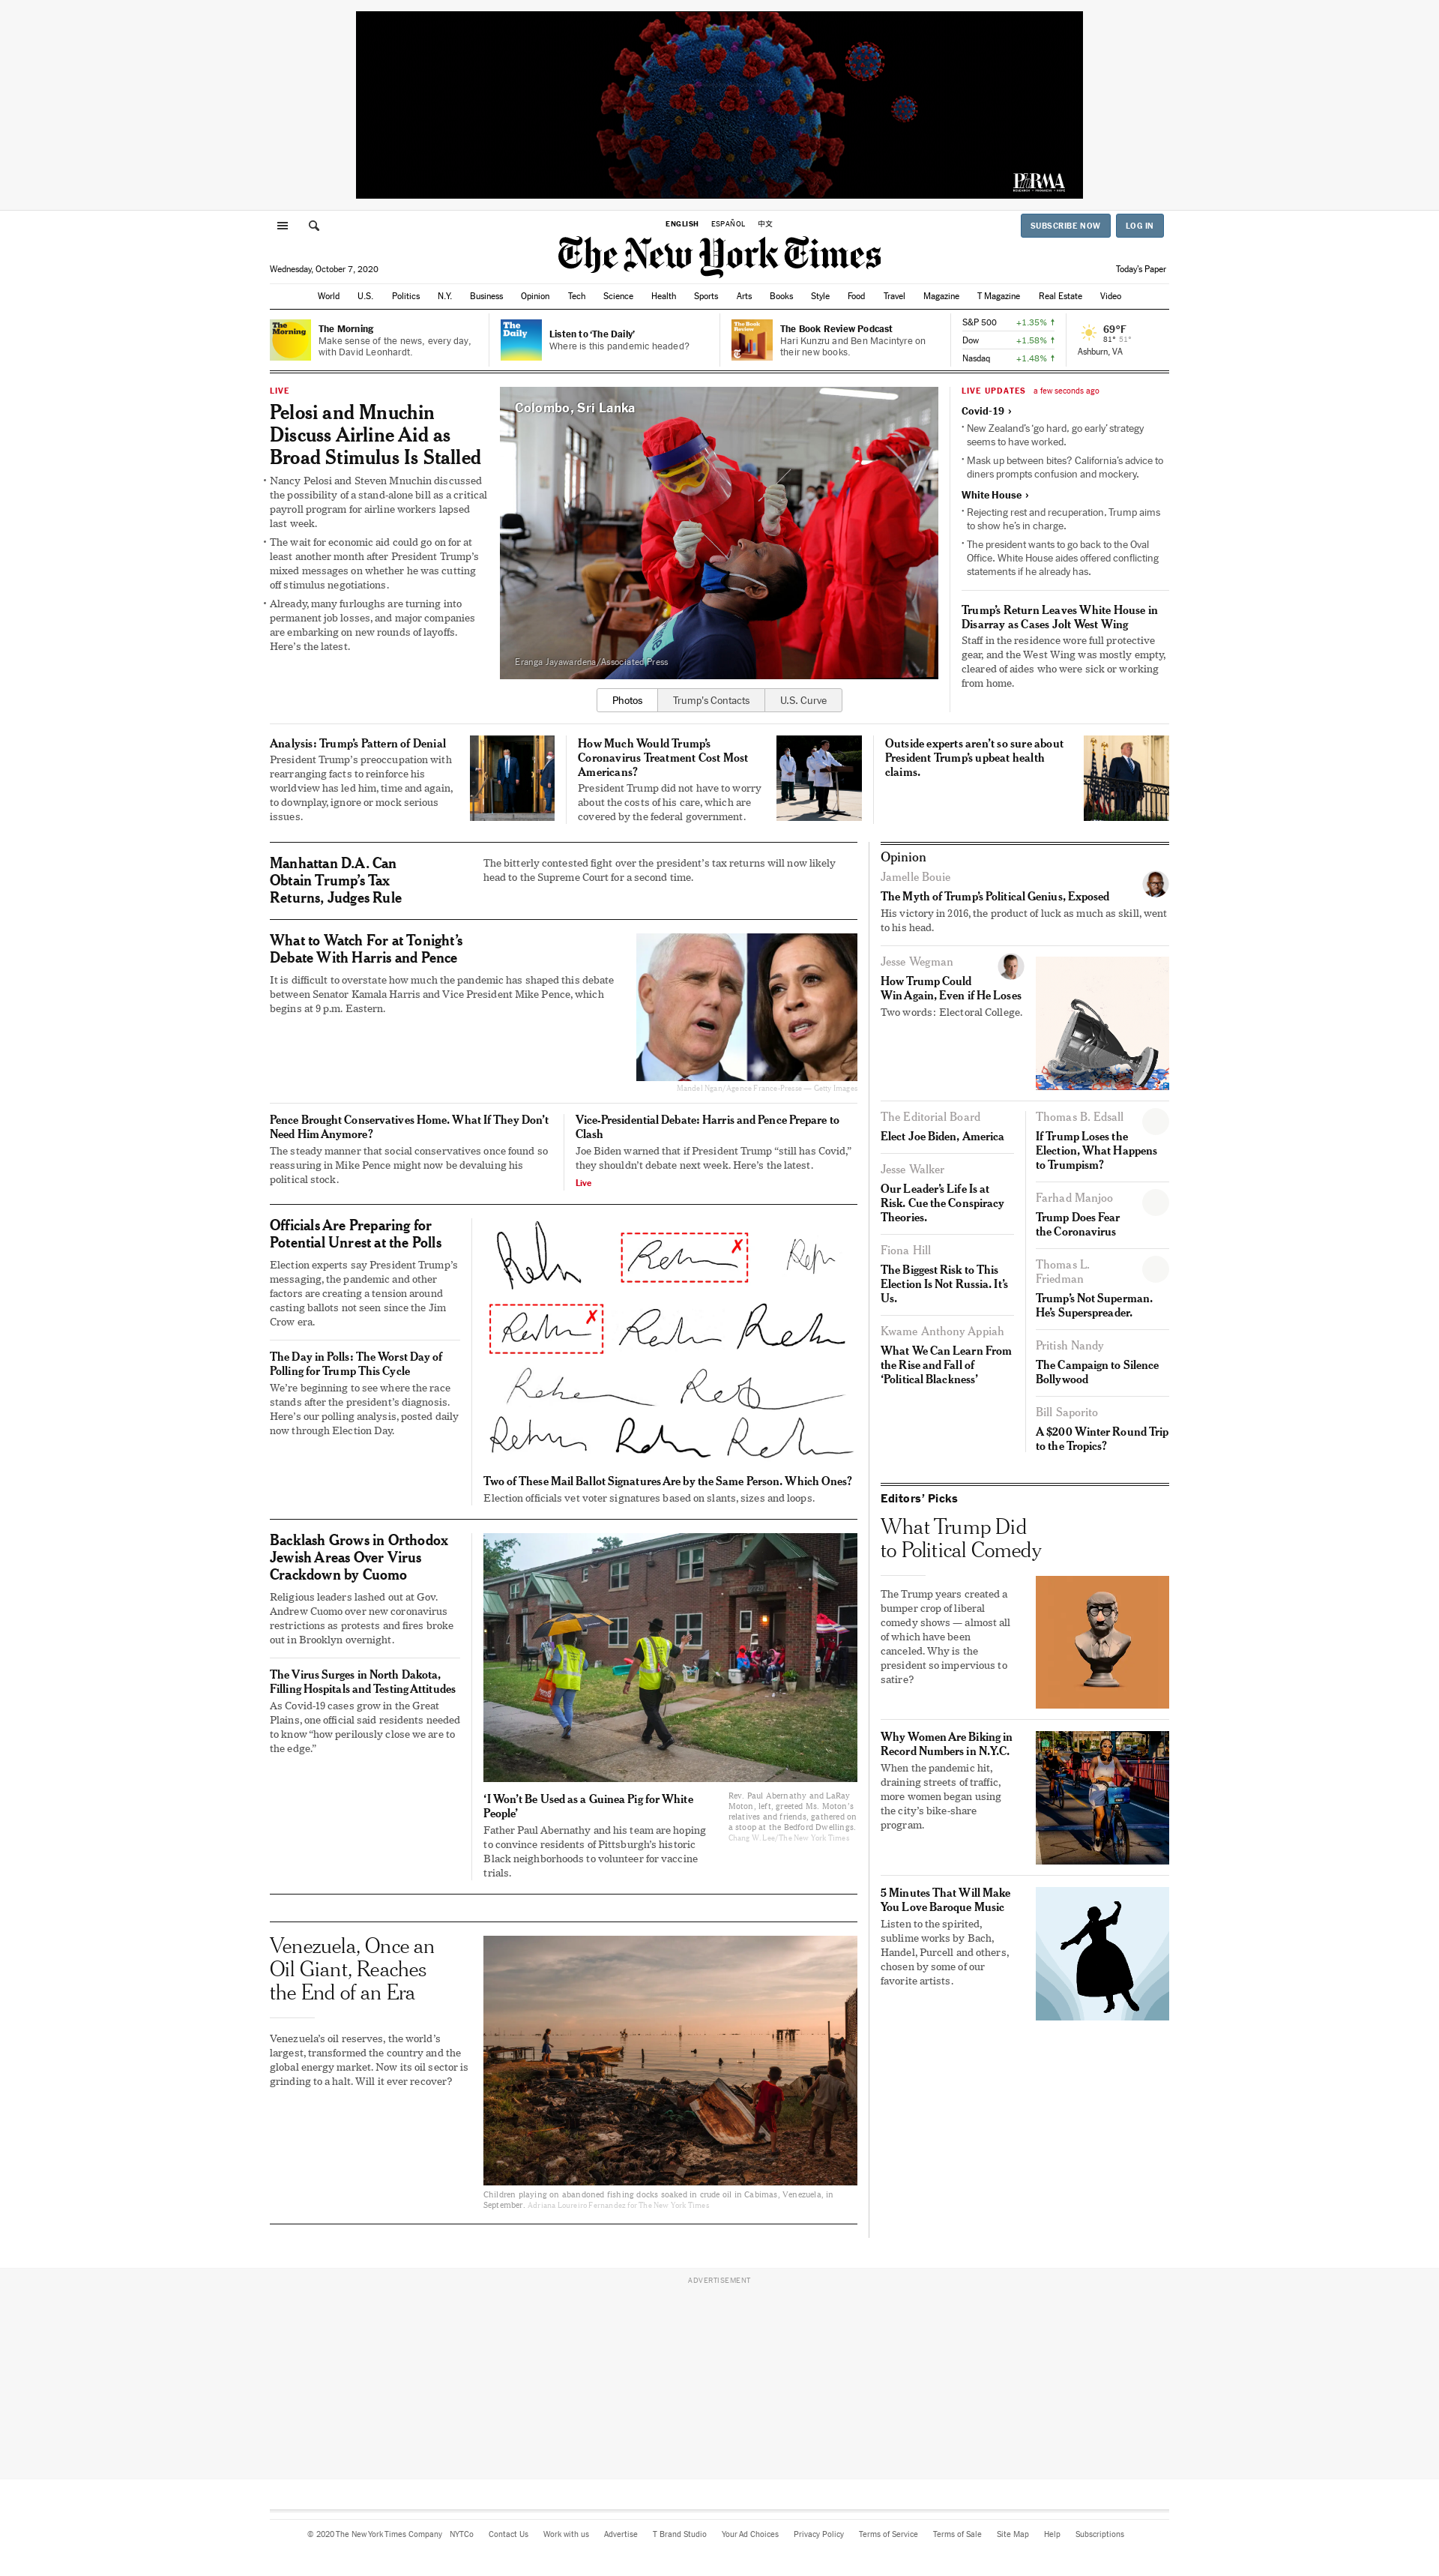 PhRMA
RESEARCH • PROGRESS • HOPE
ENGLISH ESPAÑOL 中文
SUBSCRIBE NOW LOG IN
The New York Times
Wednesday, October 7, 2020
Today's Paper
World U.S. Politics N.Y. Business Opinion Tech Science Health Sports Arts Books Style Food Travel Magazine T Magazine Real Estate Video
The Morning
The Morning
Make sense of the news, every day,
with David Leonhardt.
The Daily
Listen to ‘The Daily’
Where is this pandemic headed?
The Book Review
The Book Review Podcast
Hari Kunzru and Ben Macintyre on
their new books.
S&P 500 +1.35% ↑
Dow +1.58% ↑
Nasdaq +1.48% ↑
69°F
81° 51°
Ashburn, VA
LIVE
Pelosi and Mnuchin
Discuss Airline Aid as
Broad Stimulus Is Stalled
• Nancy Pelosi and Steven Mnuchin discussed
the possibility of a stand-alone bill as a critical
payroll program for airline workers lapsed
last week.
• The wait for economic aid could go on for at
least another month after President Trump’s
mixed messages on whether he was cutting
off stimulus negotiations.
• Already, many furloughs are turning into
permanent job losses, and major companies
are embarking on new rounds of layoffs.
Here’s the latest.
Colombo, Sri Lanka
Eranga Jayawardena/Associated Press
Photos Trump’s Contacts U.S. Curve
LIVE UPDATES a few seconds ago
Covid-19 ›
• New Zealand’s ‘go hard, go early’ strategy
seems to have worked.
• Mask up between bites? California’s advice to
diners prompts confusion and mockery.
White House ›
• Rejecting rest and recuperation, Trump aims
to show he’s in charge.
• The president wants to go back to the Oval
Office. White House aides offered conflicting
statements if he already has.
Trump’s Return Leaves White House in
Disarray as Cases Jolt West Wing
Staff in the residence wore full protective
gear, and the West Wing was mostly empty,
cleared of aides who were sick or working
from home.
Analysis: Trump’s Pattern of Denial
President Trump’s preoccupation with
rearranging facts to reinforce his
worldview has led him, time and again,
to downplay, ignore or mock serious
issues.
How Much Would Trump’s
Coronavirus Treatment Cost Most
Americans?
President Trump did not have to worry
about the costs of his care, which are
covered by the federal government.
Outside experts aren’t so sure about
President Trump’s upbeat health
claims.
Manhattan D.A. Can
Obtain Trump’s Tax
Returns, Judges Rule
The bitterly contested fight over the president’s tax returns will now likely
head to the Supreme Court for a second time.
What to Watch For at Tonight’s
Debate With Harris and Pence
It is difficult to overstate how much the pandemic has shaped this debate
between Senator Kamala Harris and Vice President Mike Pence, which
begins at 9 p.m. Eastern.
Mandel Ngan/Agence France-Presse — Getty Images
Pence Brought Conservatives Home. What If They Don’t
Need Him Anymore?
The steady manner that social conservatives once found so
reassuring in Mike Pence might now be devaluing his
political stock.
Vice-Presidential Debate: Harris and Pence Prepare to
Clash
Joe Biden warned that if President Trump “still has Covid,”
they shouldn’t debate next week. Here’s the latest.
Live
Officials Are Preparing for
Potential Unrest at the Polls
Election experts say President Trump’s
messaging, the pandemic and other
factors are creating a tension around
casting ballots not seen since the Jim
Crow era.
The Day in Polls: The Worst Day of
Polling for Trump This Cycle
We’re beginning to see where the race
stands after the president’s diagnosis.
Here’s our polling analysis, posted daily
now through Election Day.
Two of These Mail Ballot Signatures Are by the Same Person. Which Ones?
Election officials vet voter signatures based on slants, sizes and loops.
Backlash Grows in Orthodox
Jewish Areas Over Virus
Crackdown by Cuomo
Religious leaders lashed out at Gov.
Andrew Cuomo over new coronavirus
restrictions as protests and fires broke
out in Brooklyn overnight.
The Virus Surges in North Dakota,
Filling Hospitals and Testing Attitudes
As Covid-19 cases grow in the Great
Plains, one official said residents needed
to know “how perilously close we are to
the edge.”
‘I Won’t Be Used as a Guinea Pig for White
People’
Father Paul Abernathy and his team are hoping
to convince residents of Pittsburgh’s historic
Black neighborhoods to volunteer for vaccine
trials.
Rev. Paul Abernathy and LaRay
Moton, left, greeted Ms. Moton’s
relatives and friends, gathered on
a stoop at the Bedford Dwellings.
Chang W. Lee/The New York Times
Venezuela, Once an
Oil Giant, Reaches
the End of an Era
Venezuela’s oil reserves, the world’s
largest, transformed the country and the
global energy market. Now its oil sector is
grinding to a halt. Will it ever recover?
Children playing on abandoned fishing docks soaked in crude oil in Cabimas, Venezuela, in
September. Adriana Loureiro Fernandez for The New York Times
Opinion
Jamelle Bouie
The Myth of Trump’s Political Genius, Exposed
His victory in 2016, the product of luck as much as skill, went
to his head.
Jesse Wegman
How Trump Could
Win Again, Even if He Loses
Two words: Electoral College.
The Editorial Board
Elect Joe Biden, America
Jesse Walker
Our Leader’s Life Is at
Risk. Cue the Conspiracy
Theories.
Fiona Hill
The Biggest Risk to This
Election Is Not Russia. It’s
Us.
Kwame Anthony Appiah
What We Can Learn From
the Rise and Fall of
‘Political Blackness’
Thomas B. Edsall
If Trump Loses the
Election, What Happens
to Trumpism?
Farhad Manjoo
Trump Does Fear
the Coronavirus
Thomas L.
Friedman
Trump’s Not Superman.
He’s Superspreader.
Pritish Nandy
The Campaign to Silence
Bollywood
Bill Saporito
A $200 Winter Round Trip
to the Tropics?
Editors’ Picks
What Trump Did
to Political Comedy
The Trump years created a
bumper crop of liberal
comedy shows — almost all
of which have been
canceled. Why is the
president so impervious to
satire?
Why Women Are Biking in
Record Numbers in N.Y.C.
When the pandemic hit,
draining streets of traffic,
more women began using
the city’s bike-share
program.
5 Minutes That Will Make
You Love Baroque Music
Listen to the spirited,
sublime works by Bach,
Handel, Purcell and others,
chosen by some of our
favorite artists.
ADVERTISEMENT
© 2020 The New York Times Company NYTCo Contact Us Work with us Advertise T Brand Studio Your Ad Choices Privacy Policy Terms of Service Terms of Sale Site Map Help Subscriptions